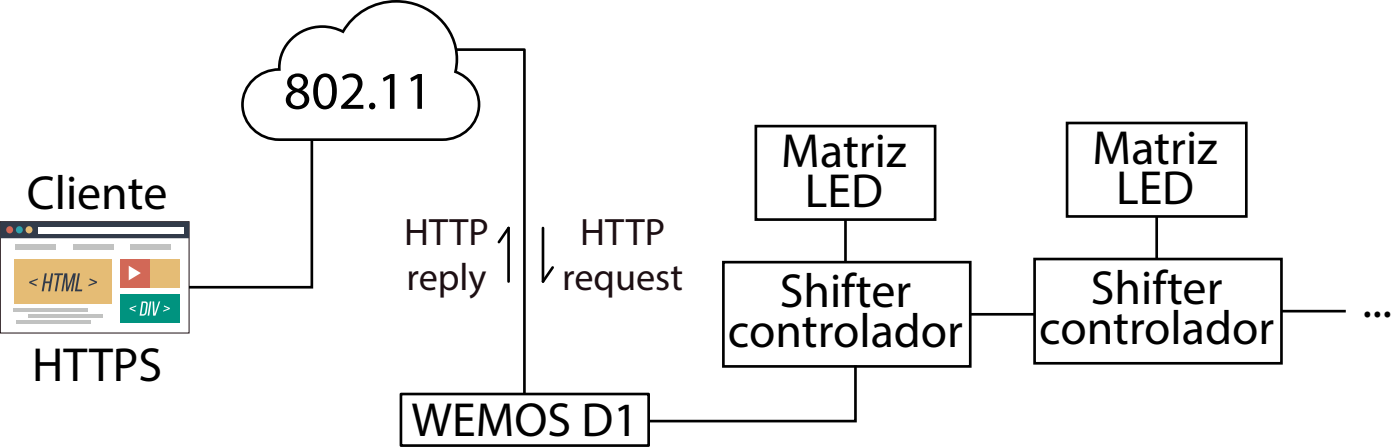 802.11
Cliente
< HTML >
< DIV >
HTTPS
HTTP
reply
HTTP
request
WEMOS D1
Matriz
LED
Shifter
controlador
Matriz
LED
Shifter
controlador
...